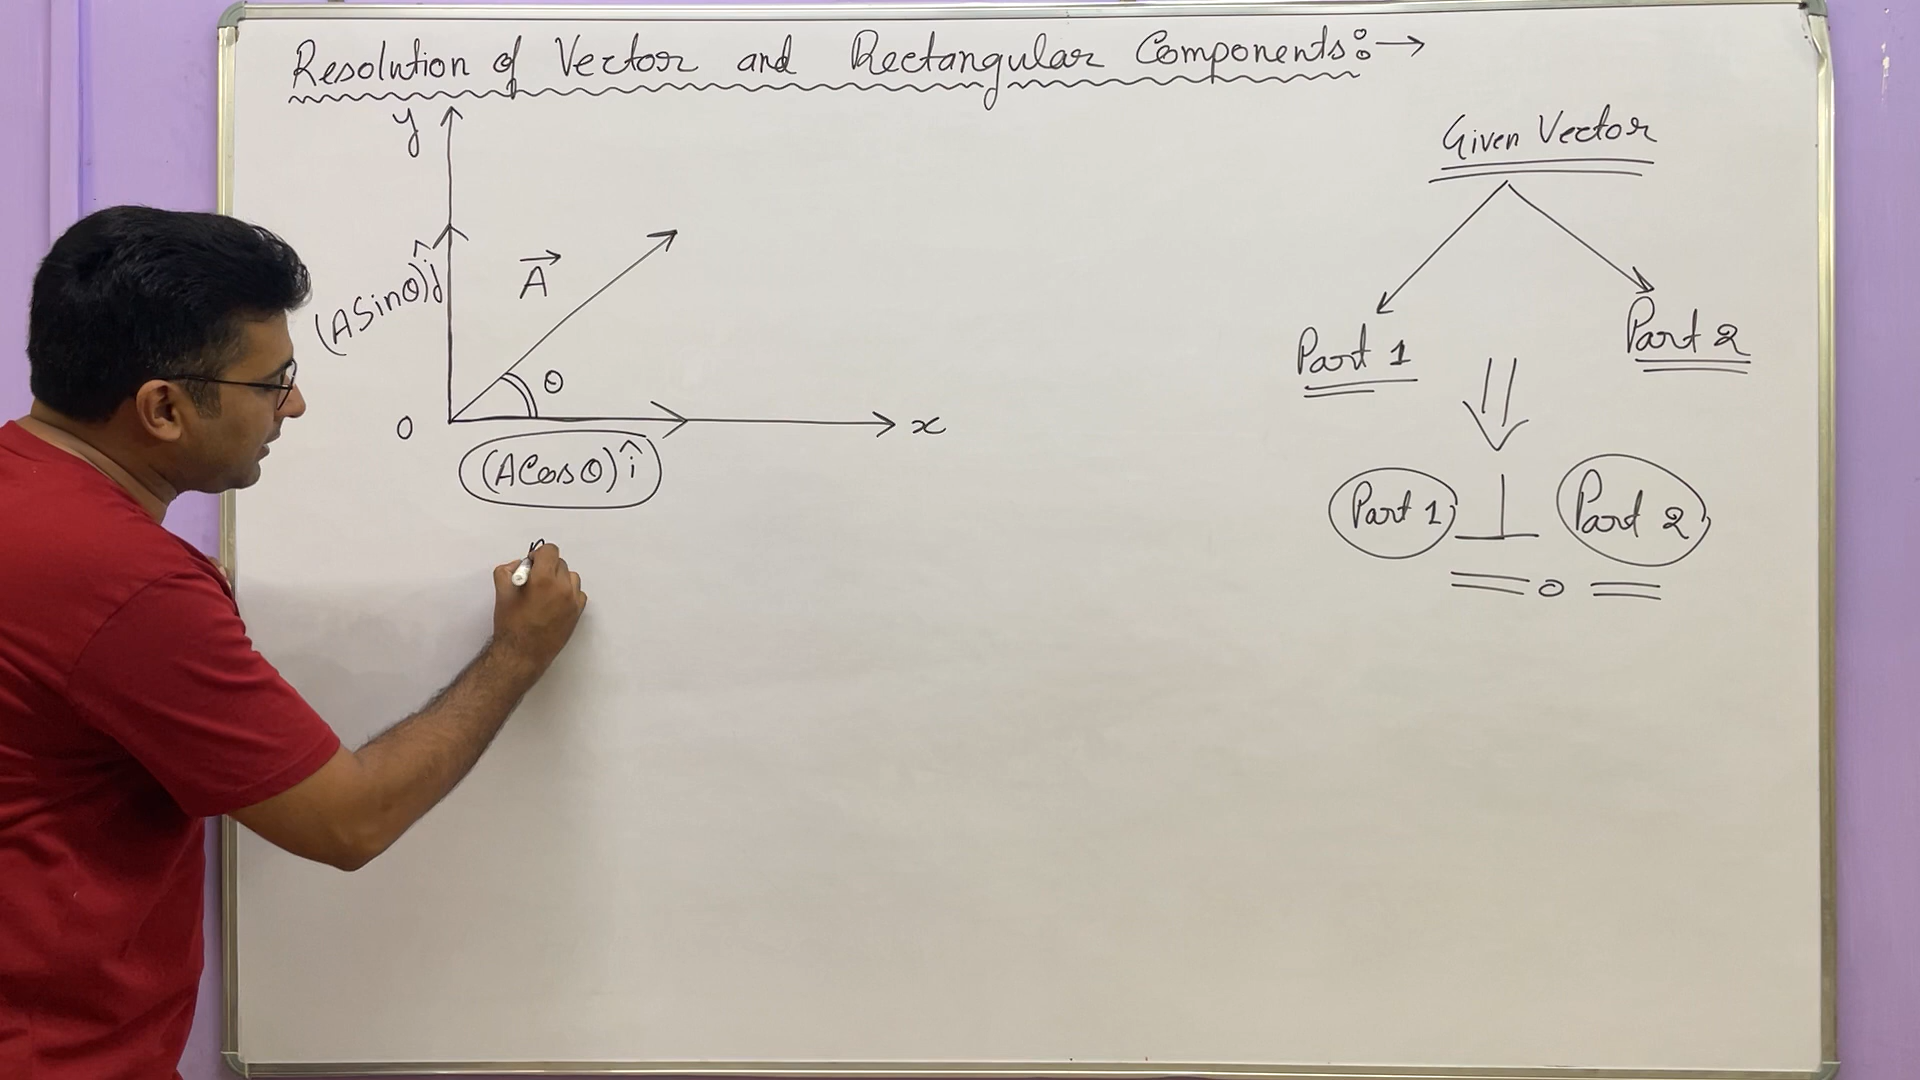 Resolution of Vector and Rectangular Components:→
y
Given Vector
A
(ASinθ)ĵ
Part 1
Part 2
θ
O
x
(ACosθ)î
Part 1 ⊥ Part 2